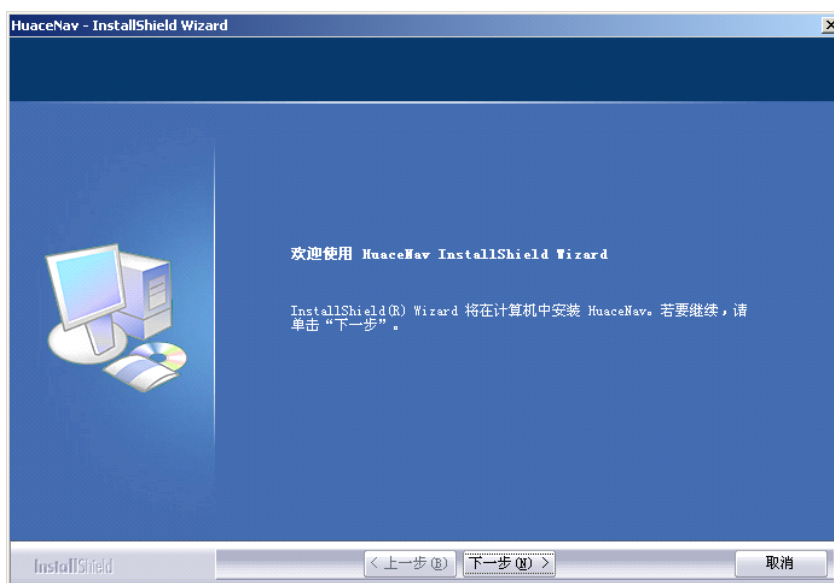 HuaceNav - InstallShield Wizard
欢迎使用 HuaceNav InstallShield Wizard
InstallShield(R) Wizard 将在计算机中安装 HuaceNav。若要继续，请
单击“下一步”。
InstallShield
< 上一步(B) 下一步(N) > 取消